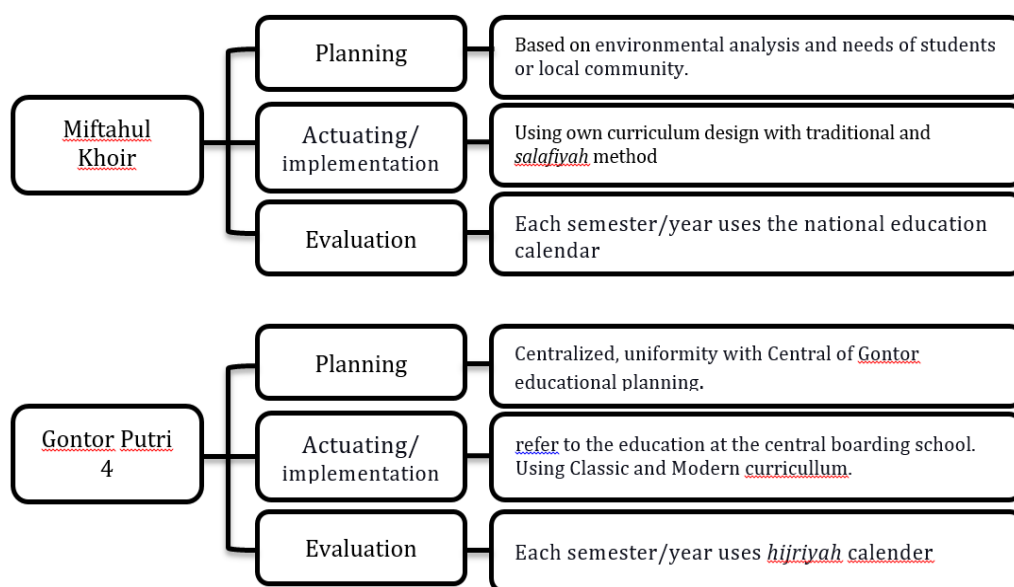 Planning
Based on environmental analysis and needs of students
or local community.
Miftahul
Khoir
Actuating/
implementation
Using own curriculum design with traditional and
salafiyah method
Evaluation
Each semester/year uses the national education
calendar
Planning
Centralized, uniformity with Central of Gontor
educational planning.
Gontor Putri
4
Actuating/
implementation
refer to the education at the central boarding school.
Using Classic and Modern curricullum.
Evaluation
Each semester/year uses hijriyah calender